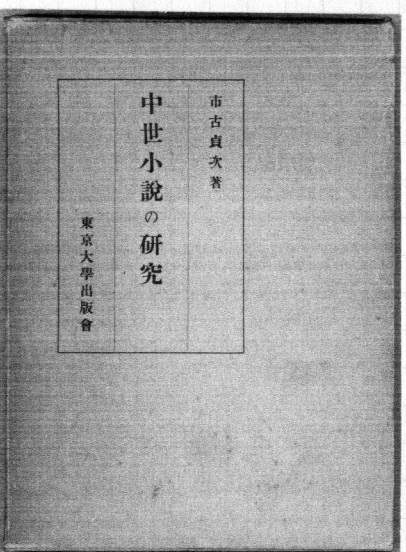 市古貞次著
中世小說の研究
東京大學出版會